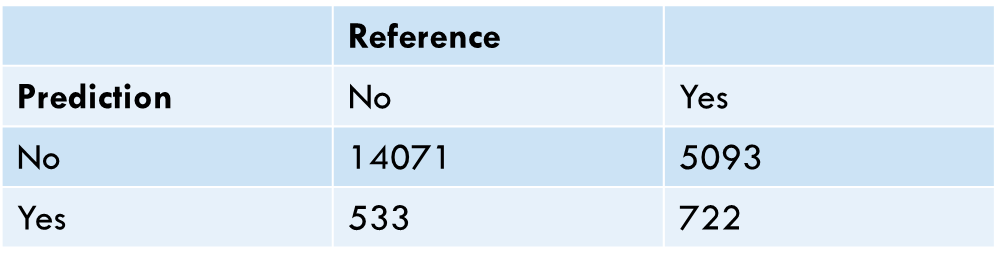 Reference
Prediction No Yes
No 14071 5093
Yes 533 722